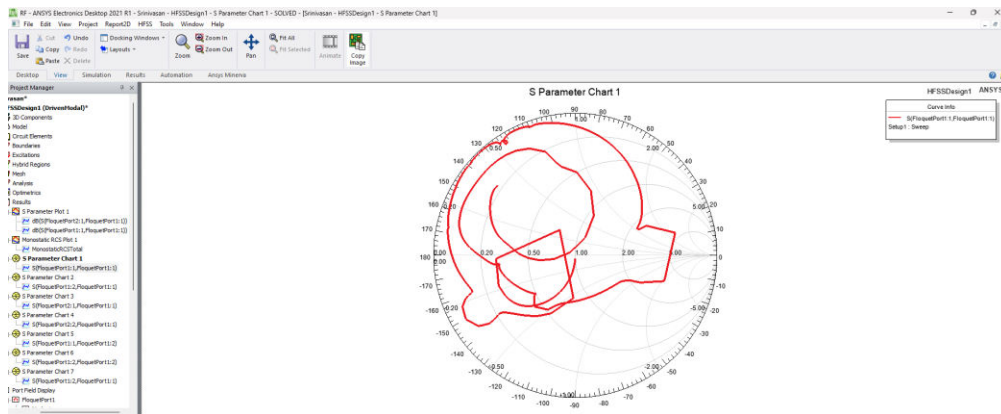 RF - ANSYS Electronics Desktop 2021 R1 - Srinivasan - HFSSDesign1 - S Parameter Chart 1 - SOLVED - [Srinivasan - HFSSDesign1 - S Parameter Chart 1]
File Edit View Project Report2D HFSS Tools Window Help
Save
Cut
Copy
Paste
Undo
Redo
Delete
Docking Windows
Layouts
Zoom
Zoom In
Zoom Out
Pan
Fit All
Fit Selected
Animate
Copy Image
Desktop View Simulation Results Automation Ansys Minerva
Project Manager
vasan*
FSSDesign1 (DrivenModal)*
3D Components
Model
Circuit Elements
Boundaries
Excitations
Hybrid Regions
Mesh
Analysis
Optimetrics
Results
S Parameter Plot 1
dB(S(FloquetPort2:1,FloquetPort1:1))
dB(S(FloquetPort1:1,FloquetPort1:1))
Monostatic RCS Plot 1
MonostaticRCSTotal
S Parameter Chart 1
S(FloquetPort1:1,FloquetPort1:1)
S Parameter Chart 2
S(FloquetPort1:2,FloquetPort1:1)
S Parameter Chart 3
S(FloquetPort2:1,FloquetPort1:1)
S Parameter Chart 4
S(FloquetPort2:2,FloquetPort1:1)
S Parameter Chart 5
S(FloquetPort1:1,FloquetPort1:2)
S Parameter Chart 6
S(FloquetPort1:2,FloquetPort1:2)
S Parameter Chart 7
S(FloquetPort1:2,FloquetPort1:1)
Port Field Display
FloquetPort1
S Parameter Chart 1
HFSSDesign1 ANSYS
Curve Info
S(FloquetPort1:1,FloquetPort1:1)
Setup1 : Sweep
90
100 80
110 70
120 60
130 50
140 40
150 30
160 20
170 10
180 0
-170 -10
-160 -20
-150 -30
-140 -40
-130 -50
-120 -60
-110 -70
-100 -80
-90
1.00
0.50 2.00
5.00
0.20 0.50 1.00 2.00 5.00
-0.20 -5.00
-0.50 -2.00
-1.00